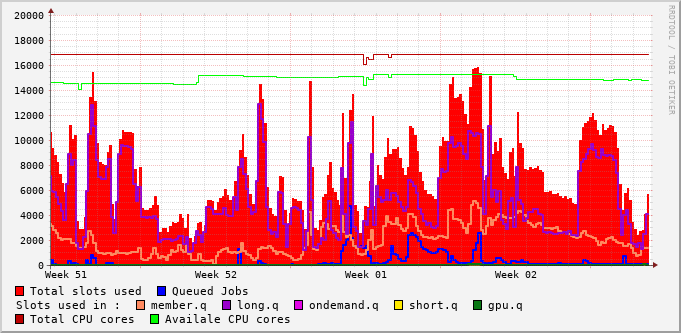 20000
18000
16000
14000
12000
10000
8000
6000
4000
2000
0
Week 51 Week 52 Week 01 Week 02
RRDTOOL / TOBI OETIKER
Total slots used Queued Jobs
Slots used in : member.q long.q ondemand.q short.q gpu.q
Total CPU cores Availale CPU cores